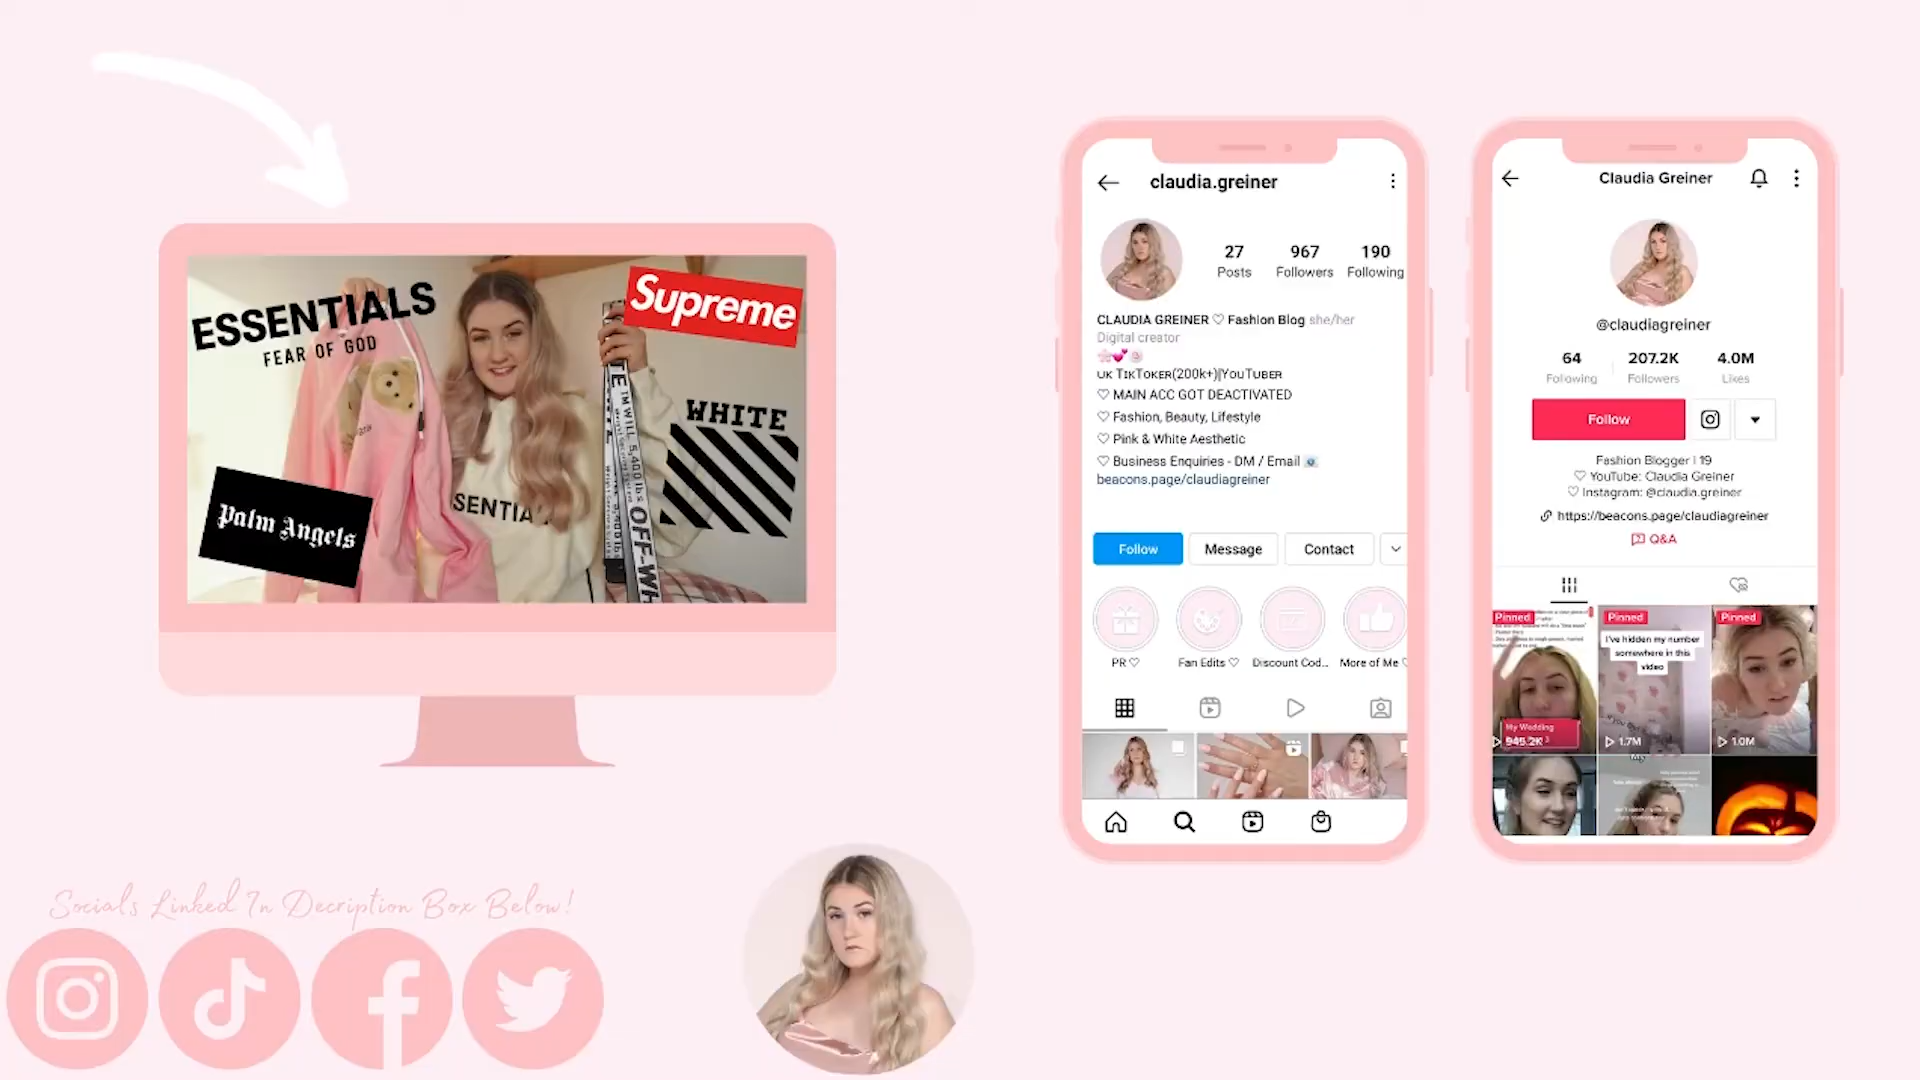 ESSENTIALS
FEAR OF GOD
Supreme
WHITE
Palm Angels
SENTIA
OFF-WH
Socials Linked In Decription Box Below!
claudia.greiner
27
967
190
Posts
Followers
Following
CLAUDIA GREINER ♡ Fashion Blog she/her
Digital creator
UK TIKTOKER(200k+)|YOUTUBER
♡ MAIN ACC GOT DEACTIVATED
♡ Fashion, Beauty, Lifestyle
♡ Pink & White Aesthetic
♡ Business Enquiries - DM / Email
beacons.page/claudiagreiner
Follow
Message
Contact
PR ♡
Fan Edits ♡
Discount Cod...
More of Me ♡
Claudia Greiner
@claudiagreiner
64
207.2K
4.0M
Following
Followers
Likes
Follow
Fashion Blogger | 19
♡ YouTube: Claudia Greiner
♡ Instagram: @claudia.greiner
https://beacons.page/claudiagreiner
Q&A
Pinned
Pinned
Pinned
I've hidden my number
somewhere in this
video
My Wedding
945.2K
1.7M
1.0M